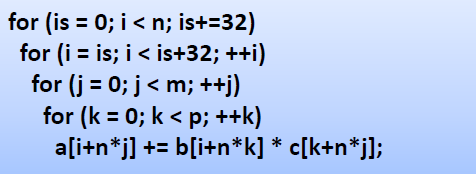 for (is = 0; i < n; is+=32)
for (i = is; i < is+32; ++i)
for (j = 0; j < m; ++j)
for (k = 0; k < p; ++k)
a[i+n*j] += b[i+n*k] * c[k+n*j];